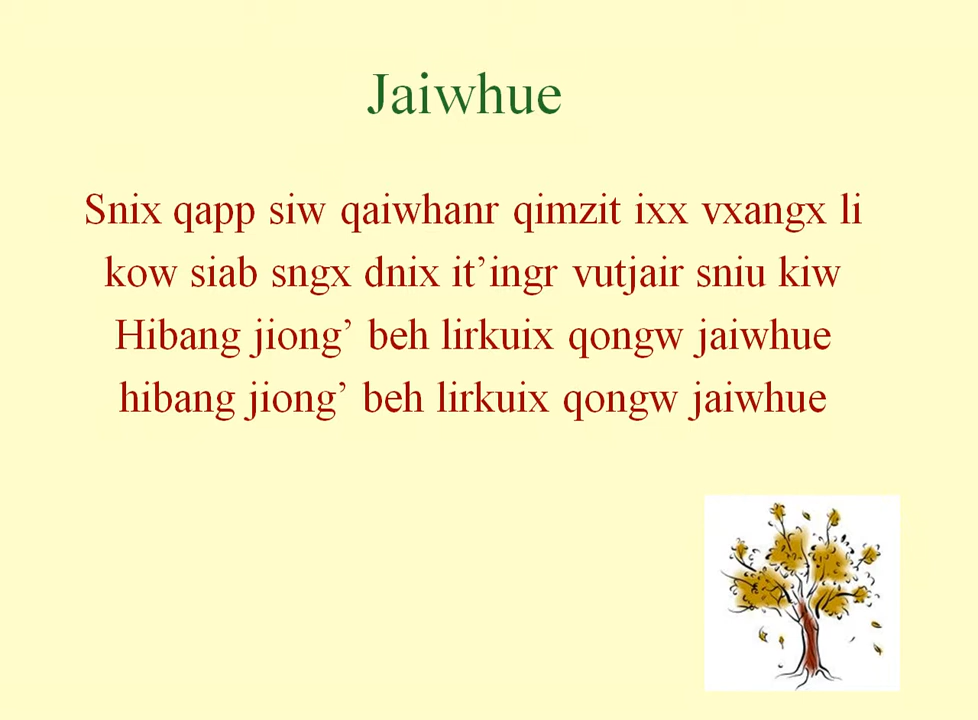 Jaiwhue
Snix qapp siw qaiwhanr qimzit ixx vxangx li
kow siab sngx dnix it’ingr vutjair sniu kiw
Hibang jiong’ beh lirkuix qongw jaiwhue
hibang jiong’ beh lirkuix qongw jaiwhue